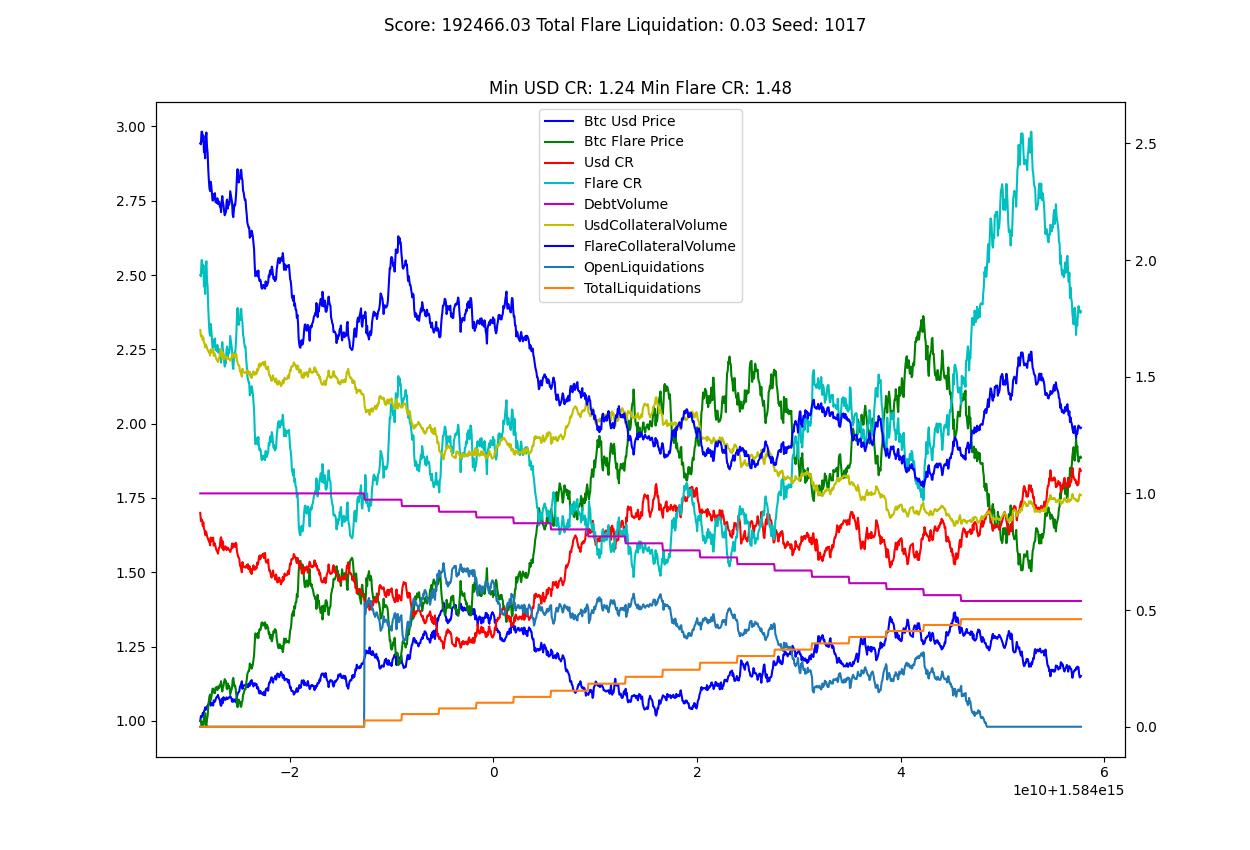 Score: 192466.03 Total Flare Liquidation: 0.03 Seed: 1017
Min USD CR: 1.24 Min Flare CR: 1.48
Btc Usd Price
Btc Flare Price
Usd CR
Flare CR
DebtVolume
UsdCollateralVolume
FlareCollateralVolume
OpenLiquidations
TotalLiquidations
3.00
2.75
2.50
2.25
2.00
1.75
1.50
1.25
1.00
2.5
2.0
1.5
1.0
0.5
0.0
−2
0
2
4
6
1e10+1.584e15